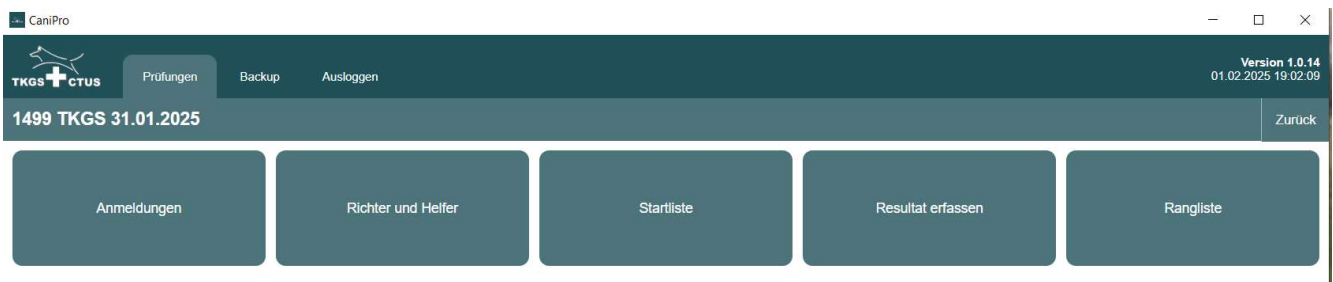 CaniPro
TKGS CTUS
Prüfungen
Backup
Ausloggen
Version 1.0.14
01.02.2025 19:02:09
1499 TKGS 31.01.2025
Zurück
Anmeldungen
Richter und Helfer
Startliste
Resultat erfassen
Rangliste